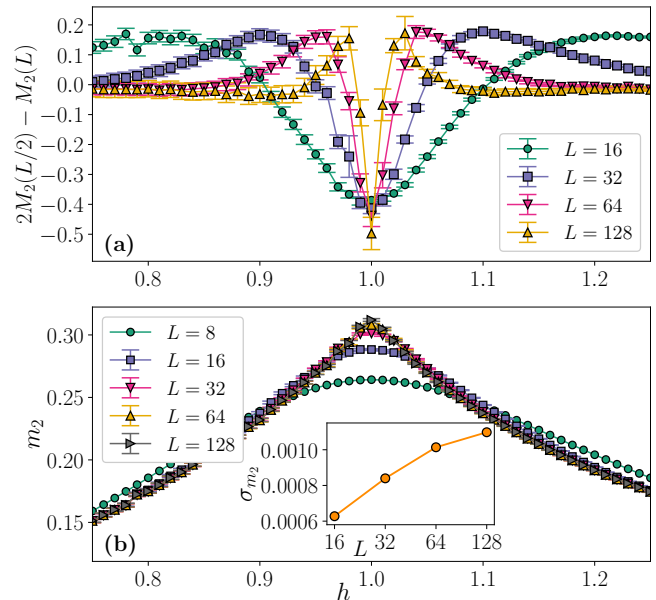 0.2
0.1
0.0
−0.1
−0.2
−0.3
−0.4
−0.5
2M₂(L/2) − M₂(L)
(a)
L = 16
L = 32
L = 64
L = 128
0.8
0.9
1.0
1.1
1.2
0.30
0.25
0.20
0.15
m₂
L = 8
L = 16
L = 32
L = 64
L = 128
(b)
0.0010
0.0008
0.0006
σₘ₂
16
32
64
128
L
0.8
0.9
1.0
1.1
1.2
h